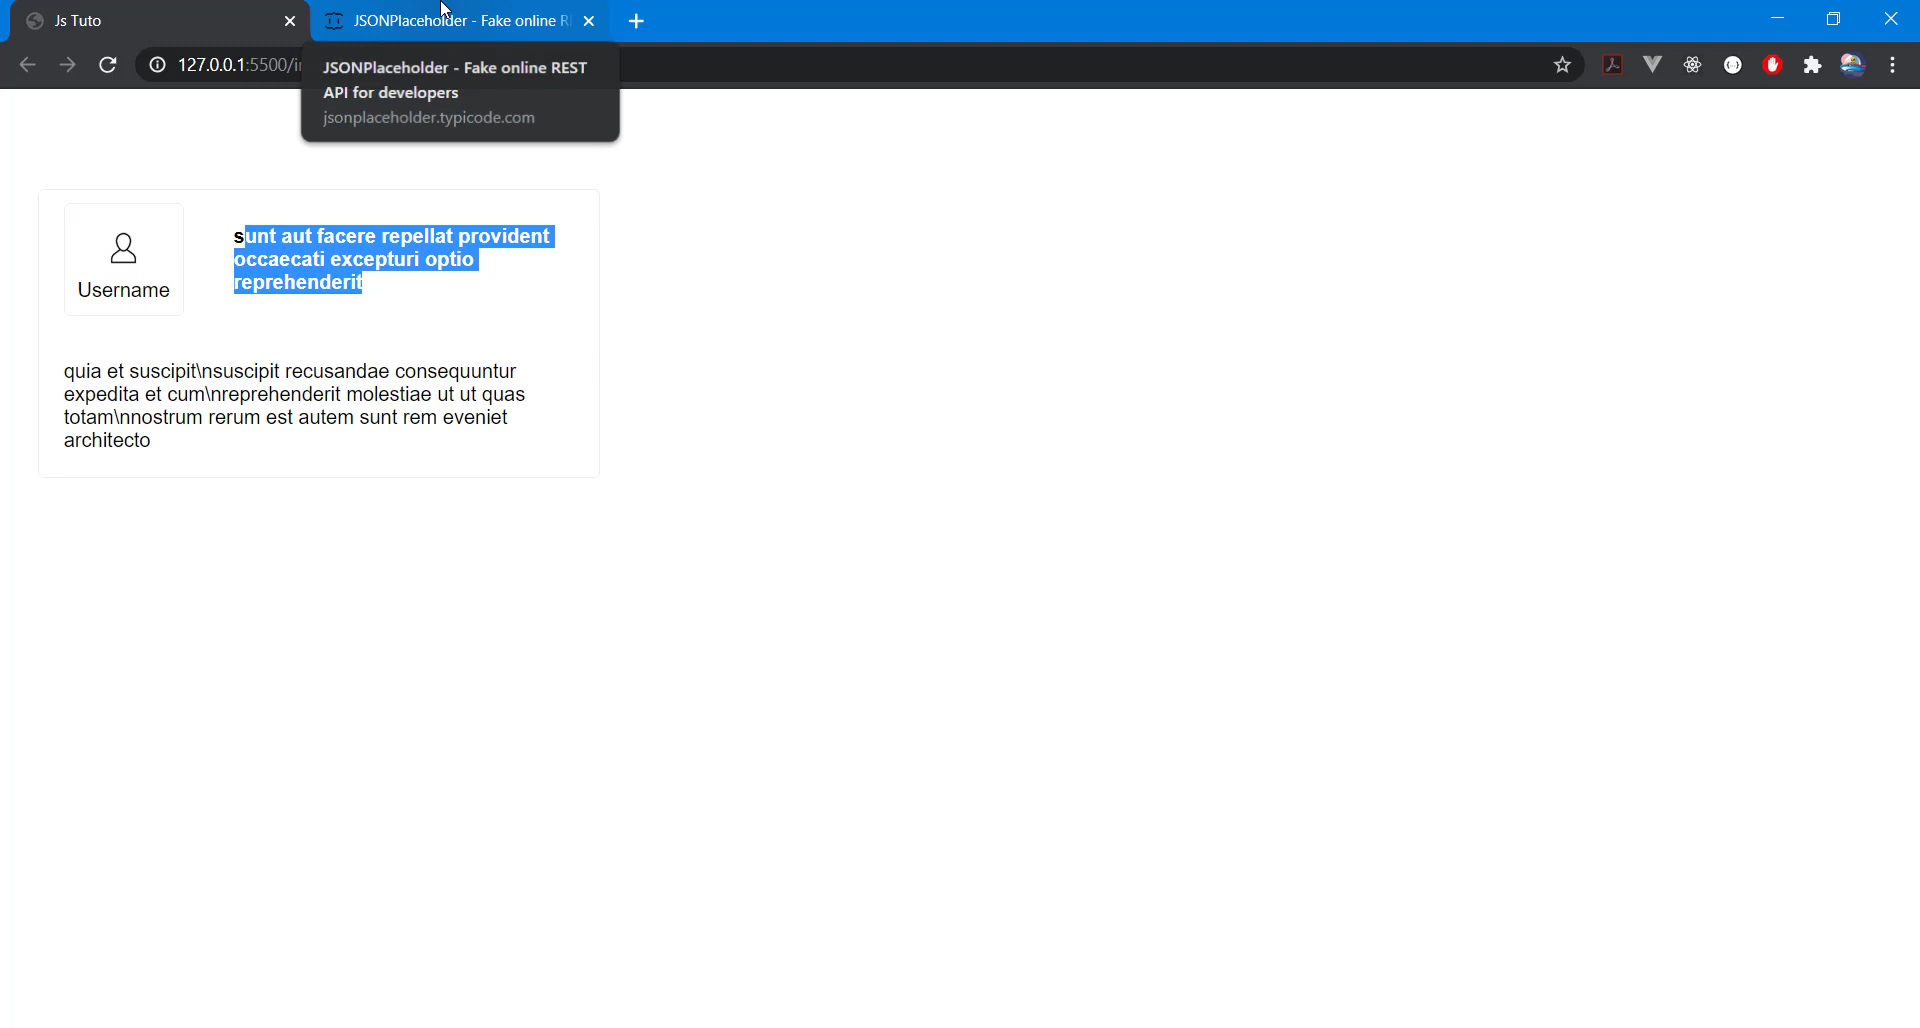 Js Tuto
JSONPlaceholder - Fake online R
127.0.0.1:5500/i
JSONPlaceholder - Fake online REST
API for developers
jsonplaceholder.typicode.com
Username
sunt aut facere repellat provident
occaecati excepturi optio
reprehenderit
quia et suscipit\nsuscipit recusandae consequuntur
expedita et cum\nreprehenderit molestiae ut ut quas
totam\nnostrum rerum est autem sunt rem eveniet
architecto